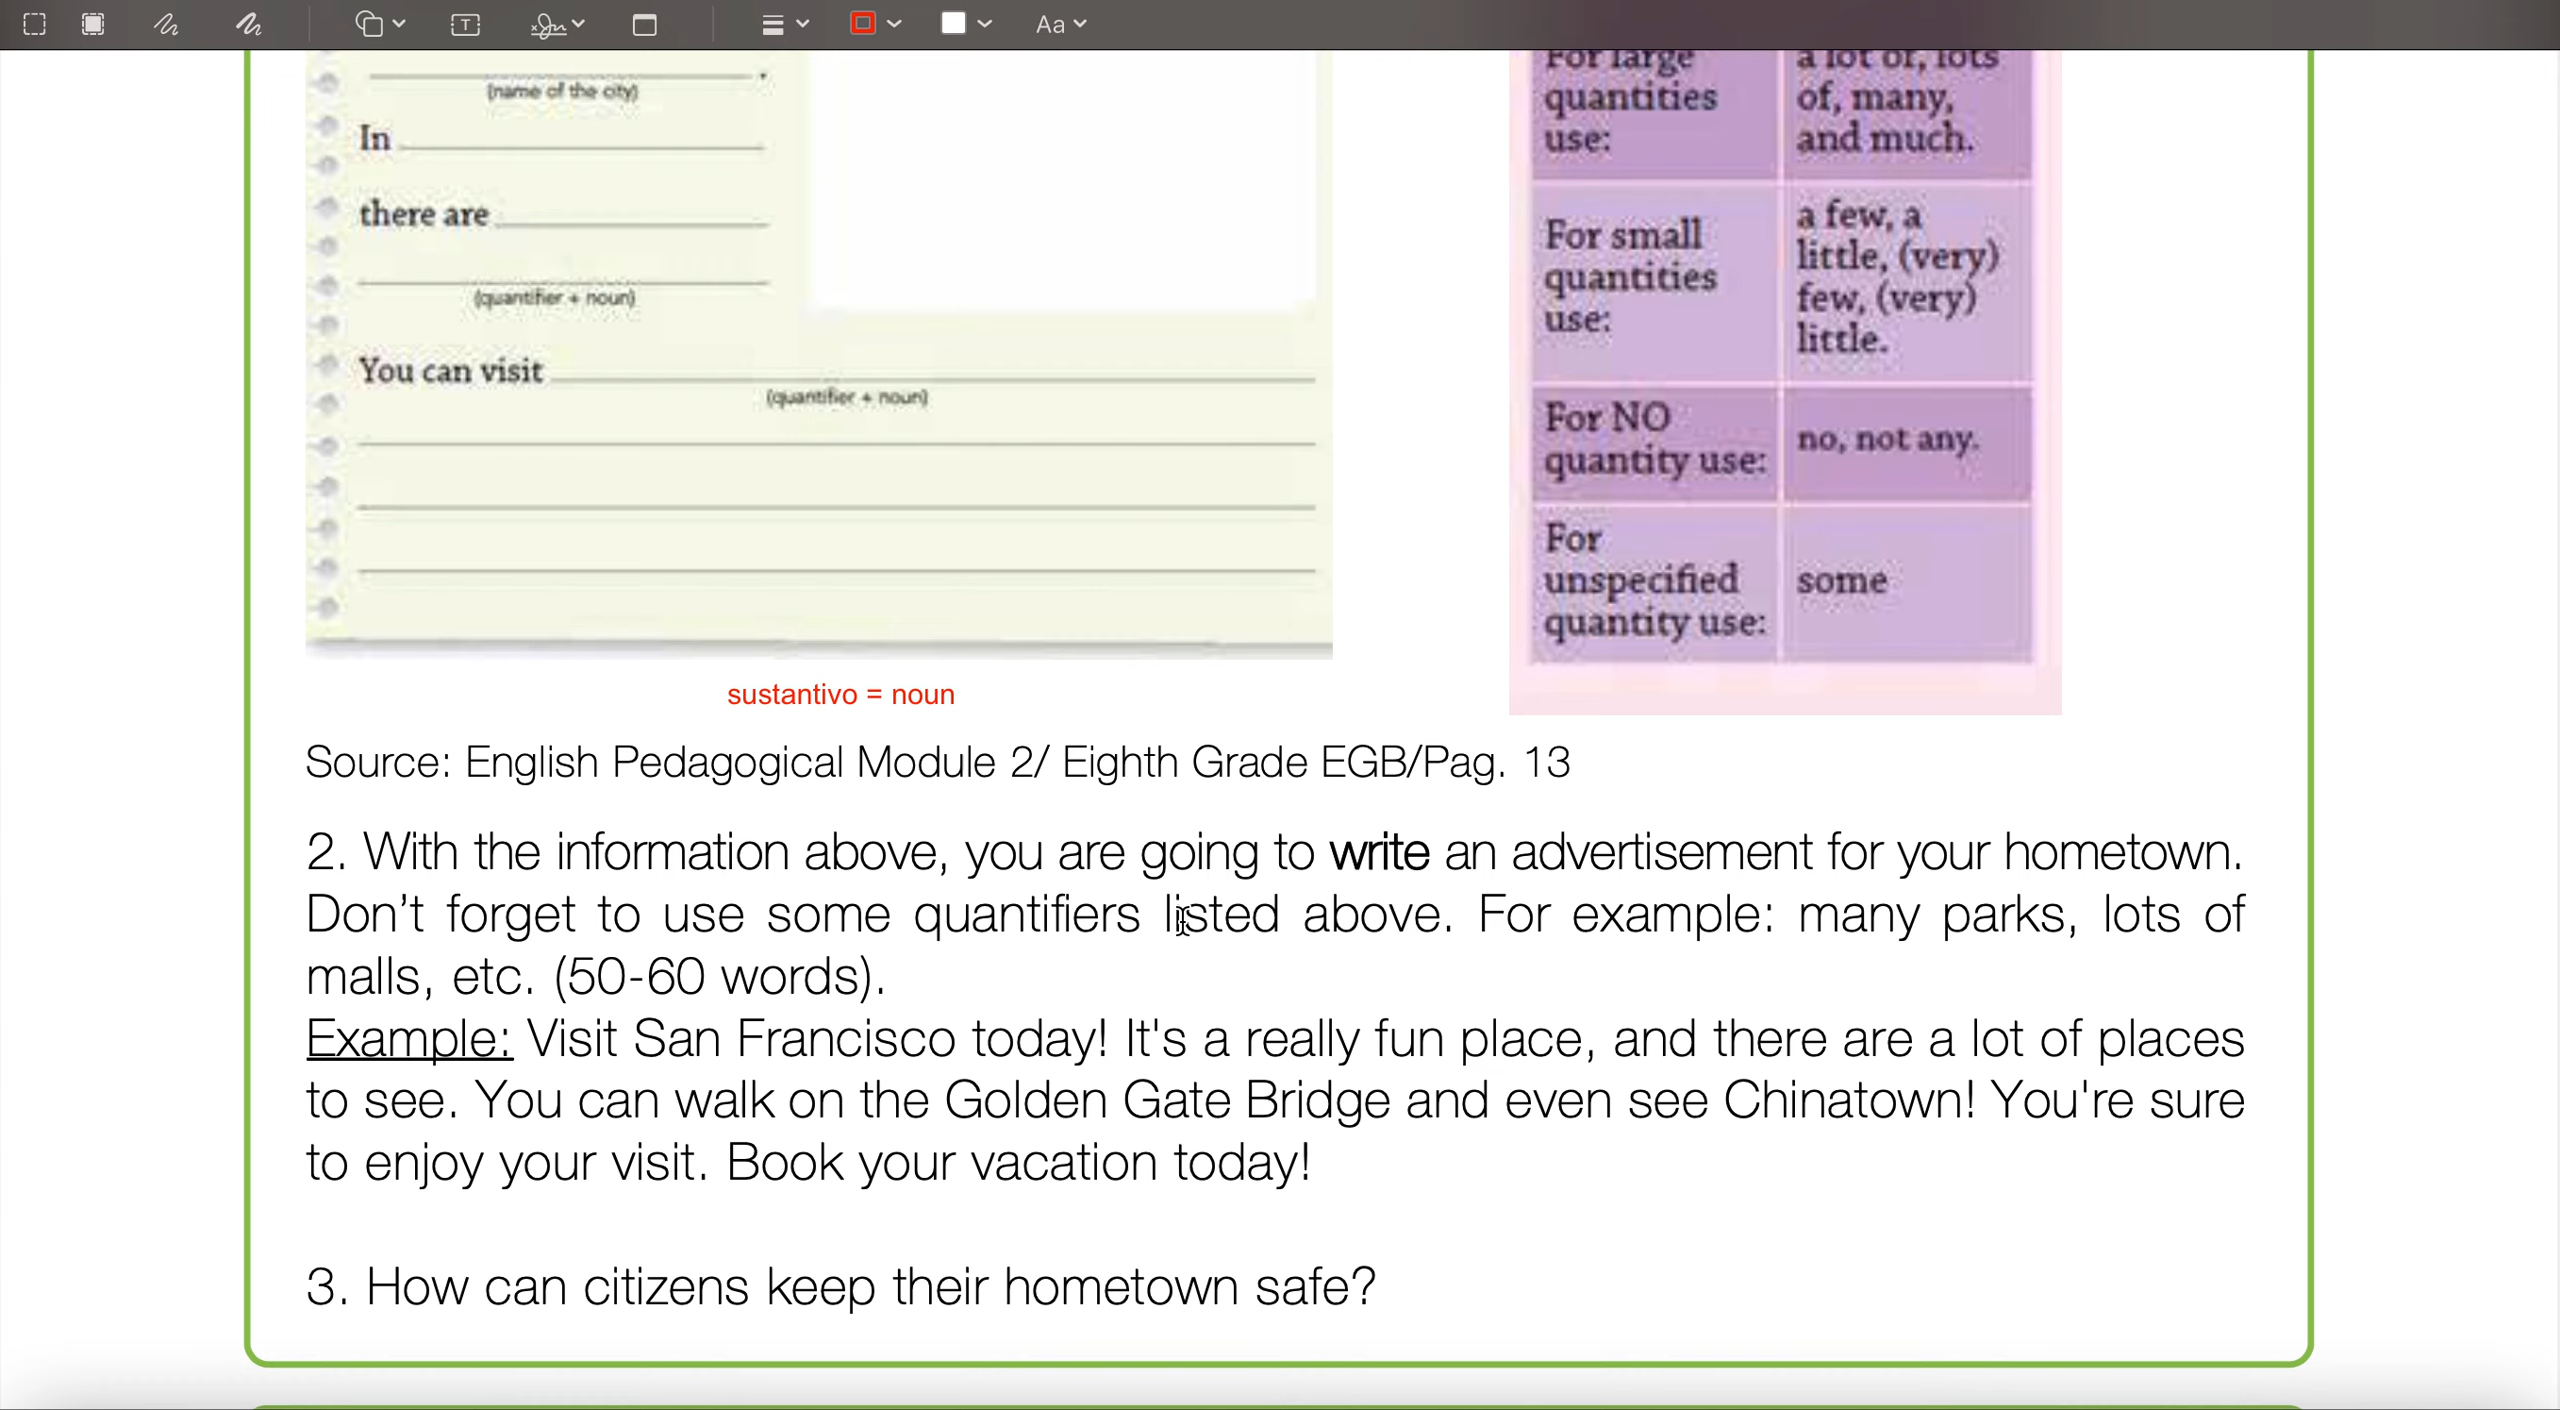 Aa
(name of the city)
.
In
there are
(quantifier + noun)
You can visit
(quantifier + noun)
For large quantities use:
a lot of, lots of, many, and much.
For small quantities use:
a few, a little, (very) few, (very) little.
For NO quantity use:
no, not any.
For unspecified quantity use:
some
sustantivo = noun
Source: English Pedagogical Module 2/ Eighth Grade EGB/Pag. 13
2. With the information above, you are going to write an advertisement for your hometown.
Don't forget to use some quantifiers listed above. For example: many parks, lots of
malls, etc. (50-60 words).
Example: Visit San Francisco today! It's a really fun place, and there are a lot of places
to see. You can walk on the Golden Gate Bridge and even see Chinatown! You're sure
to enjoy your visit. Book your vacation today!
3. How can citizens keep their hometown safe?